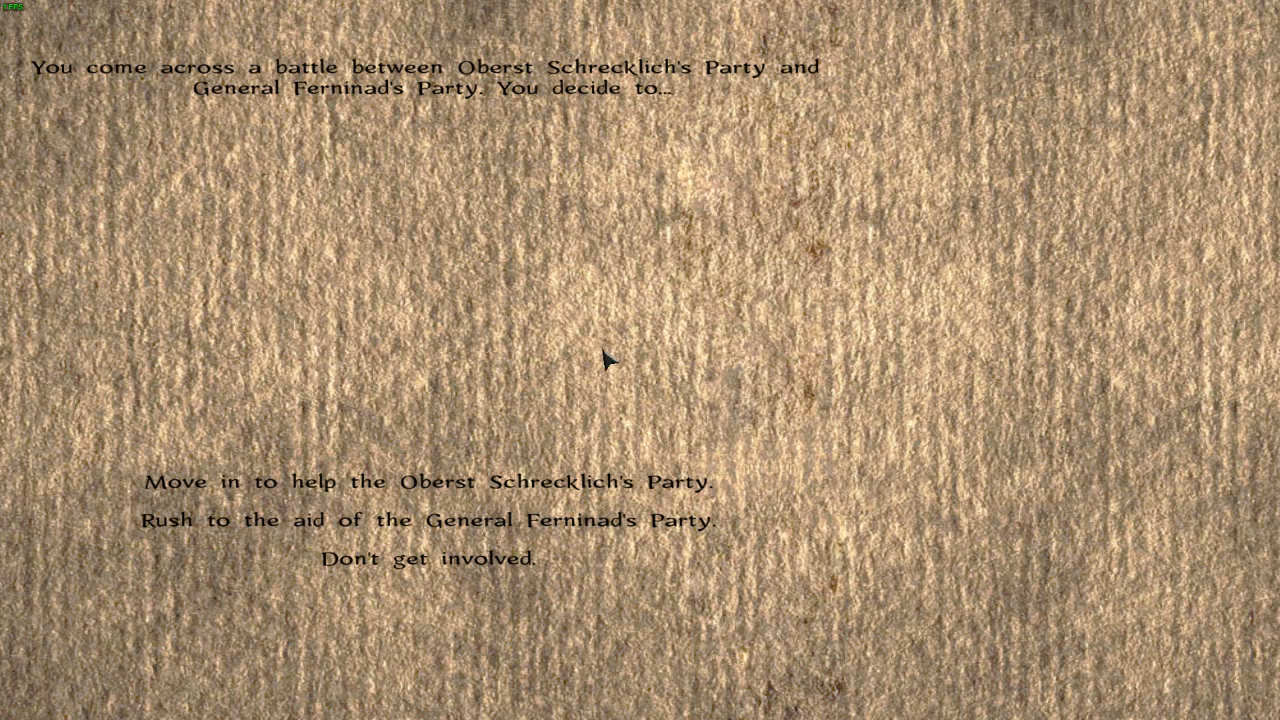 You come across a battle between Oberst Schrecklich's Party and
General Ferninad's Party. You decide to...
Move in to help the Oberst Schrecklich's Party.
Rush to the aid of the General Ferninad's Party.
Don't get involved.